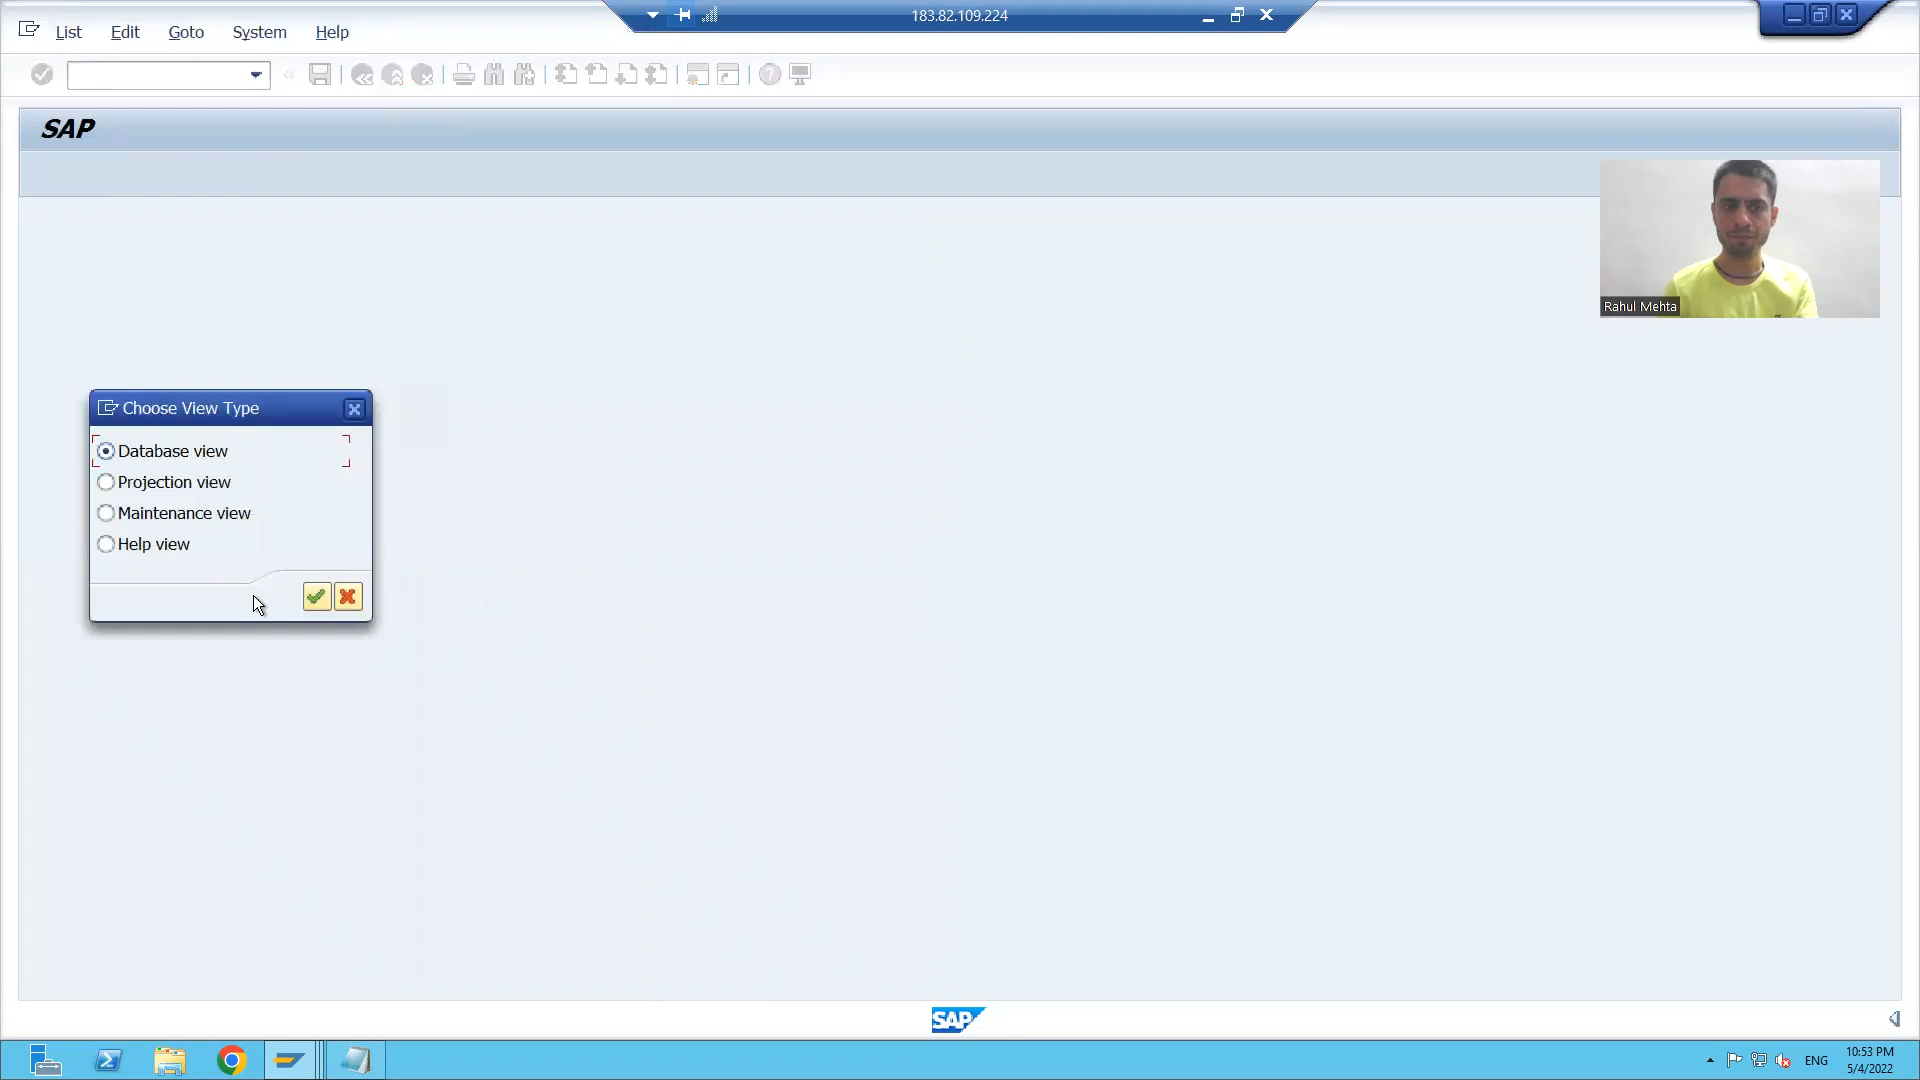 183.82.109.224
List Edit Goto System Help
SAP
Rahul Mehta
Choose View Type
Database view
Projection view
Maintenance view
Help view
SAP
ENG
10:53 PM
5/4/2022